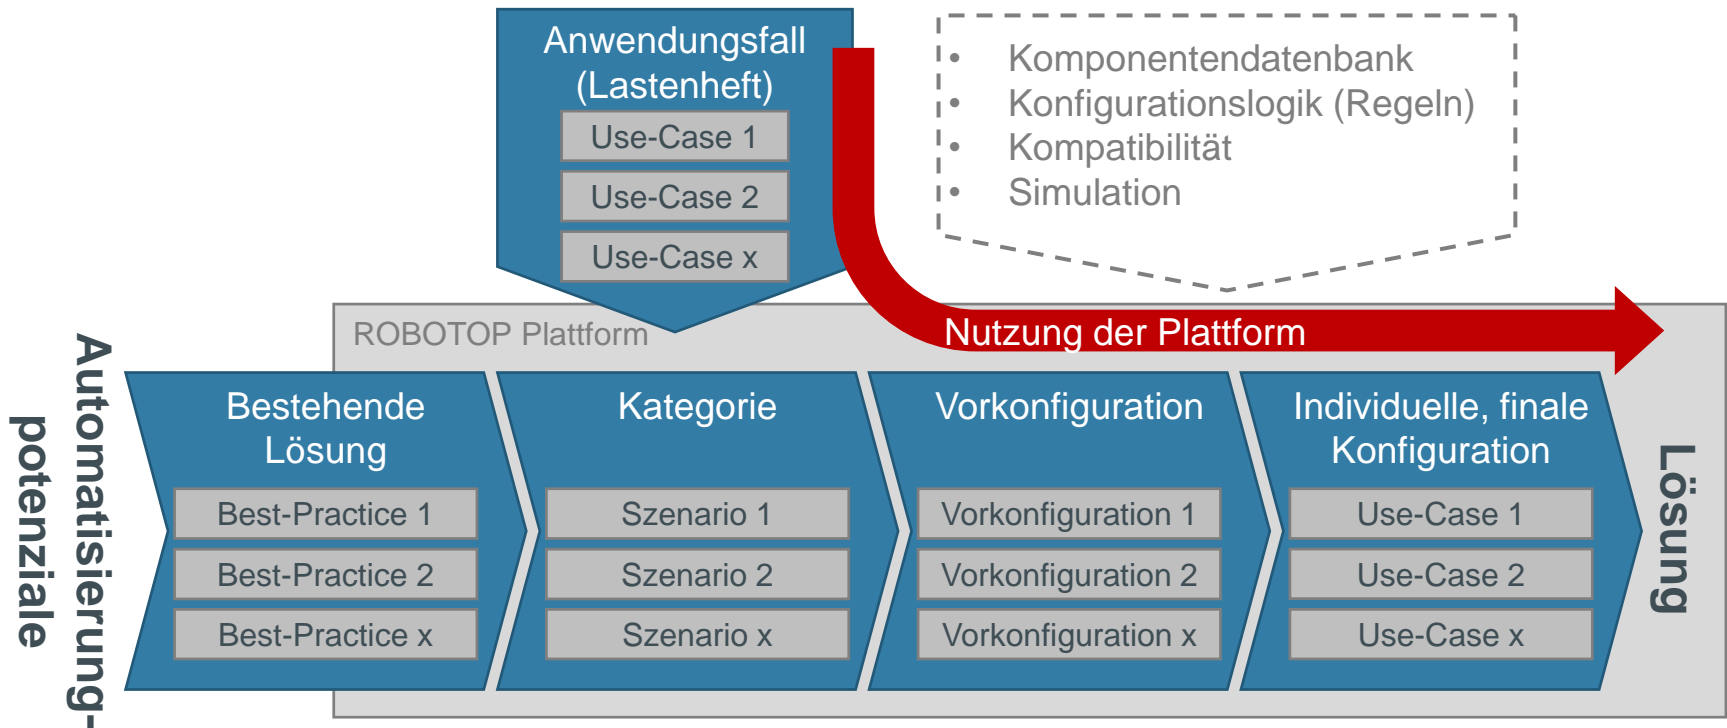 Anwendungsfall
(Lastenheft)
Use-Case 1
Use-Case 2
Use-Case x
• Komponentendatenbank
• Konfigurationslogik (Regeln)
• Kompatibilität
• Simulation
ROBOTOP Plattform
Nutzung der Plattform
Automatisierung-
potenziale
Bestehende
Lösung
Best-Practice 1
Best-Practice 2
Best-Practice x
Kategorie
Szenario 1
Szenario 2
Szenario x
Vorkonfiguration
Vorkonfiguration 1
Vorkonfiguration 2
Vorkonfiguration x
Individuelle, finale
Konfiguration
Use-Case 1
Use-Case 2
Use-Case x
Lösung